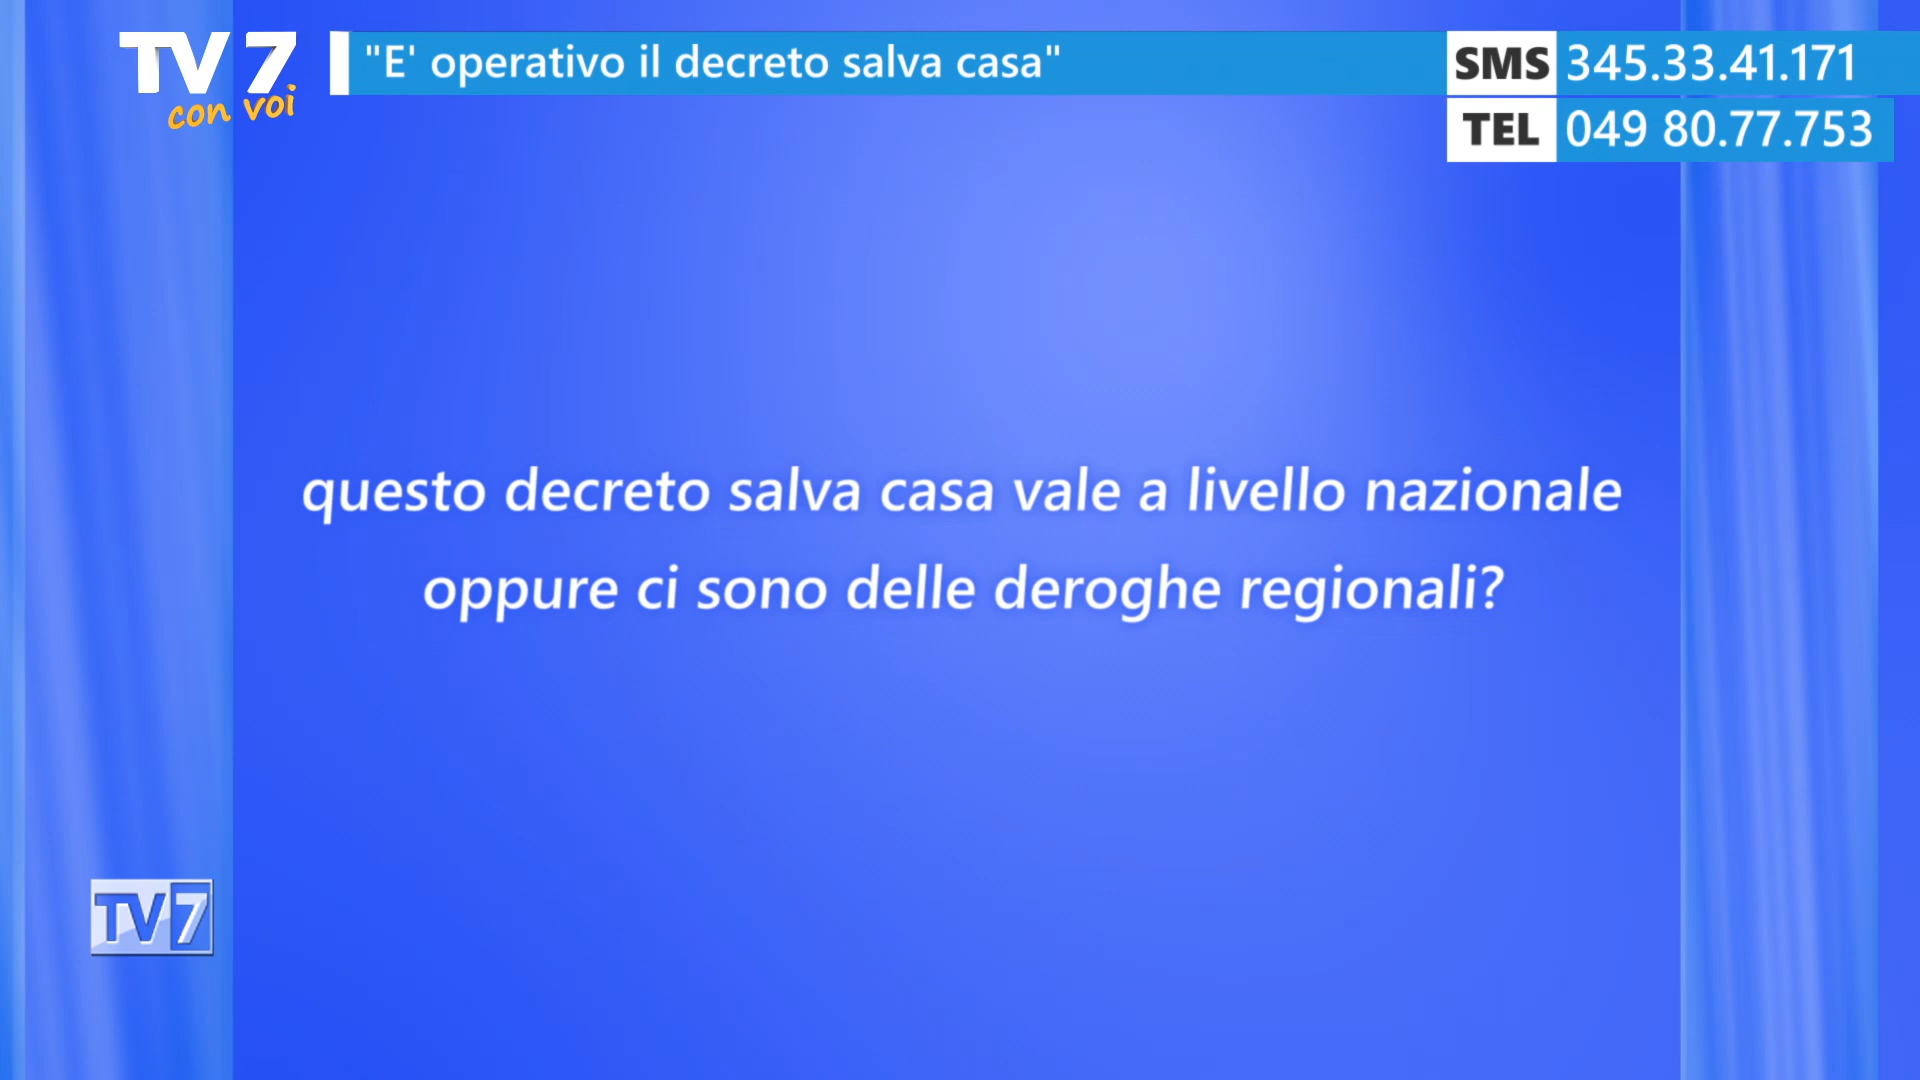 TV 7
con voi
"E' operativo il decreto salva casa"
SMS 345.33.41.171
TEL 049 80.77.753
questo decreto salva casa vale a livello nazionale
oppure ci sono delle deroghe regionali?
TV7